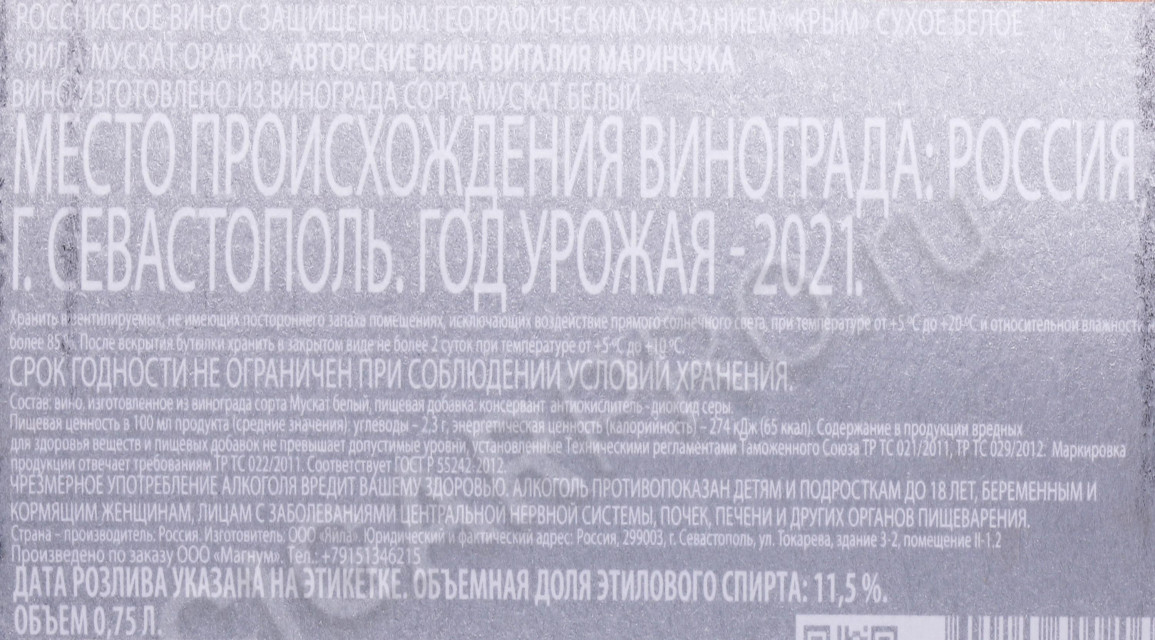 РОССИЙСКОЕ ВИНО С ЗАЩИЩЕННЫМ ГЕОГРАФИЧЕСКИМ УКАЗАНИЕМ «КРЫМ» СУХОЕ БЕЛОЕ
«ЯЙЛА МУСКАТ ОРАНЖ». АВТОРСКИЕ ВИНА ВИТАЛИЯ МАРИНЧУКА
ВИНО ИЗГОТОВЛЕНО ИЗ ВИНОГРАДА СОРТА МУСКАТ БЕЛЫЙ
МЕСТО ПРОИСХОЖДЕНИЯ ВИНОГРАДА: РОССИЯ
Г. СЕВАСТОПОЛЬ. ГОД УРОЖАЯ - 2021.
Хранить в вентилируемых, не имеющих постороннего запаха помещениях, исключающих воздействие прямого солнечного света, при температуре от +5 °С до +20 °С и относительной влажност
более 85%. После вскрытия бутылки хранить в закрытом виде не более 2 суток при температуре от +5 °С до +10 °С.
СРОК ГОДНОСТИ НЕ ОГРАНИЧЕН ПРИ СОБЛЮДЕНИИ УСЛОВИЙ ХРАНЕНИЯ.
Состав: вино, изготовленное из винограда сорта Мускат белый, пищевая добавка: консервант антиокислитель - диоксид серы.
Пищевая ценность в 100 мл продукта (средние значения): углеводы – 2,3 г, энергетическая ценность (калорийность) – 274 кДж (65 ккал). Содержание в продукции вредных
для здоровья веществ и пищевых добавок не превышает допустимые уровни, установленные Техническими регламентами Таможенного Союза ТР ТС 021/2011, ТР ТС 029/2012. Маркировка
продукции отвечает требованиям ТР ТС 022/2011. Соответствует ГОСТ Р 55242-2012.
ЧРЕЗМЕРНОЕ УПОТРЕБЛЕНИЕ АЛКОГОЛЯ ВРЕДИТ ВАШЕМУ ЗДОРОВЬЮ. АЛКОГОЛЬ ПРОТИВОПОКАЗАН ДЕТЯМ И ПОДРОСТКАМ ДО 18 ЛЕТ, БЕРЕМЕННЫМ И
КОРМЯЩИМ ЖЕНЩИНАМ, ЛИЦАМ С ЗАБОЛЕВАНИЯМИ ЦЕНТРАЛЬНОЙ НЕРВНОЙ СИСТЕМЫ, ПОЧЕК, ПЕЧЕНИ И ДРУГИХ ОРГАНОВ ПИЩЕВАРЕНИЯ.
Страна – производитель: Россия. Изготовитель: ООО «Яйла». Юридический и фактический адрес: Россия, 299003, г. Севастополь, ул. Токарева, здание 3-2, помещение II-1.2
Произведено по заказу ООО «Магнум». Тел.: +79151346215
ДАТА РОЗЛИВА УКАЗАНА НА ЭТИКЕТКЕ. ОБЪЕМНАЯ ДОЛЯ ЭТИЛОВОГО СПИРТА: 11,5 %.
ОБЪЕМ 0,75 Л.